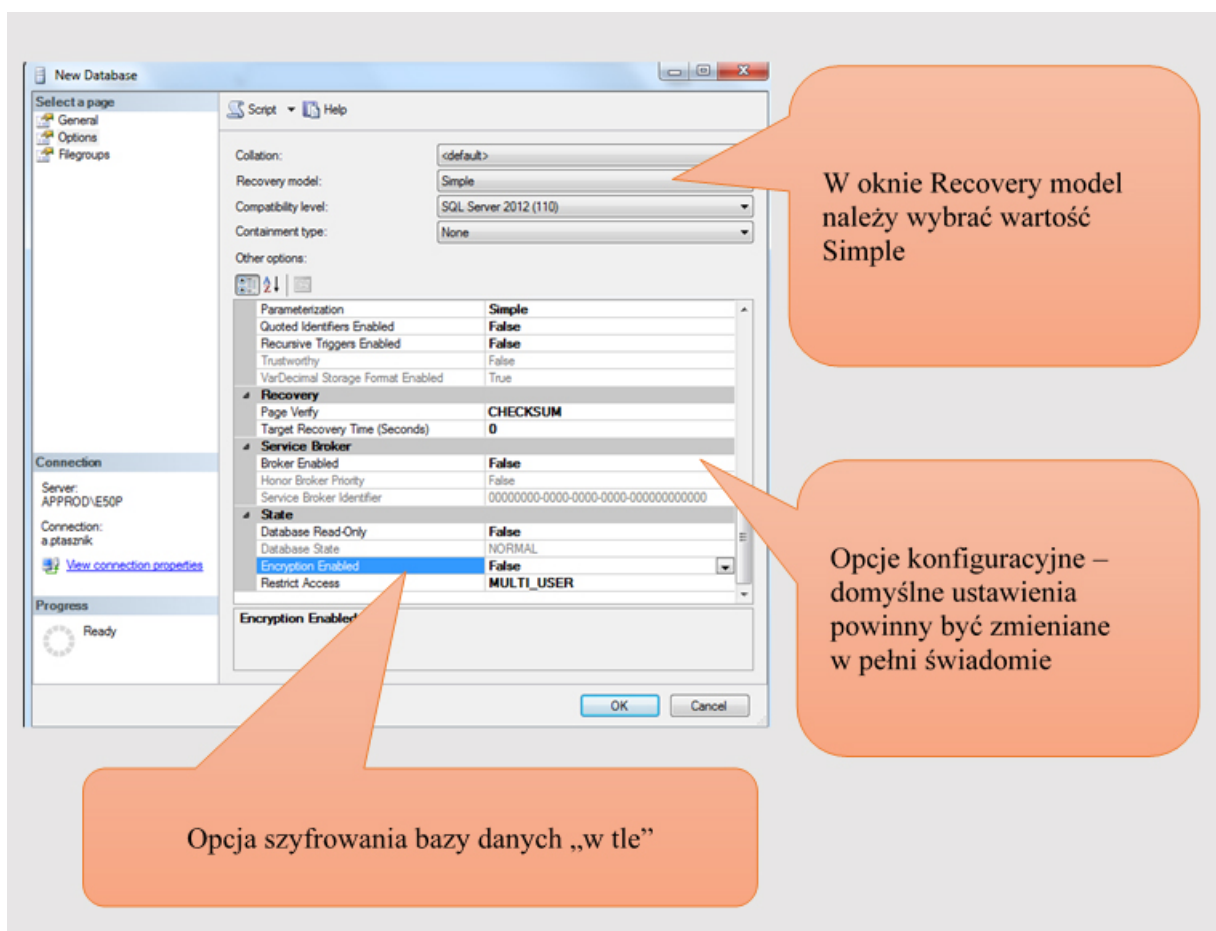 New Database
Select a page
General
Options
Filegroups
Script Help
Collation: <default>
Recovery model: Simple
Compatibility level: SQL Server 2012 (110)
Containment type: None
Other options:
Parameterization Simple
Quoted Identifiers Enabled False
Recursive Triggers Enabled False
Trustworthy False
VarDecimal Storage Format Enabled True
Recovery
Page Verify CHECKSUM
Target Recovery Time (Seconds) 0
Service Broker
Broker Enabled False
Honor Broker Priority False
Service Broker Identifier 00000000-0000-0000-0000-000000000000
State
Database Read-Only False
Database State NORMAL
Encryption Enabled False
Restrict Access MULTI_USER
Encryption Enabled
Connection
Server:
APPROD\E50P
Connection:
a.ptasznik
View connection properties
Progress
Ready
OK Cancel
W oknie Recovery model
należy wybrać wartość
Simple
Opcje konfiguracyjne –
domyślne ustawienia
powinny być zmieniane
w pełni świadomie
Opcja szyfrowania bazy danych „w tle”